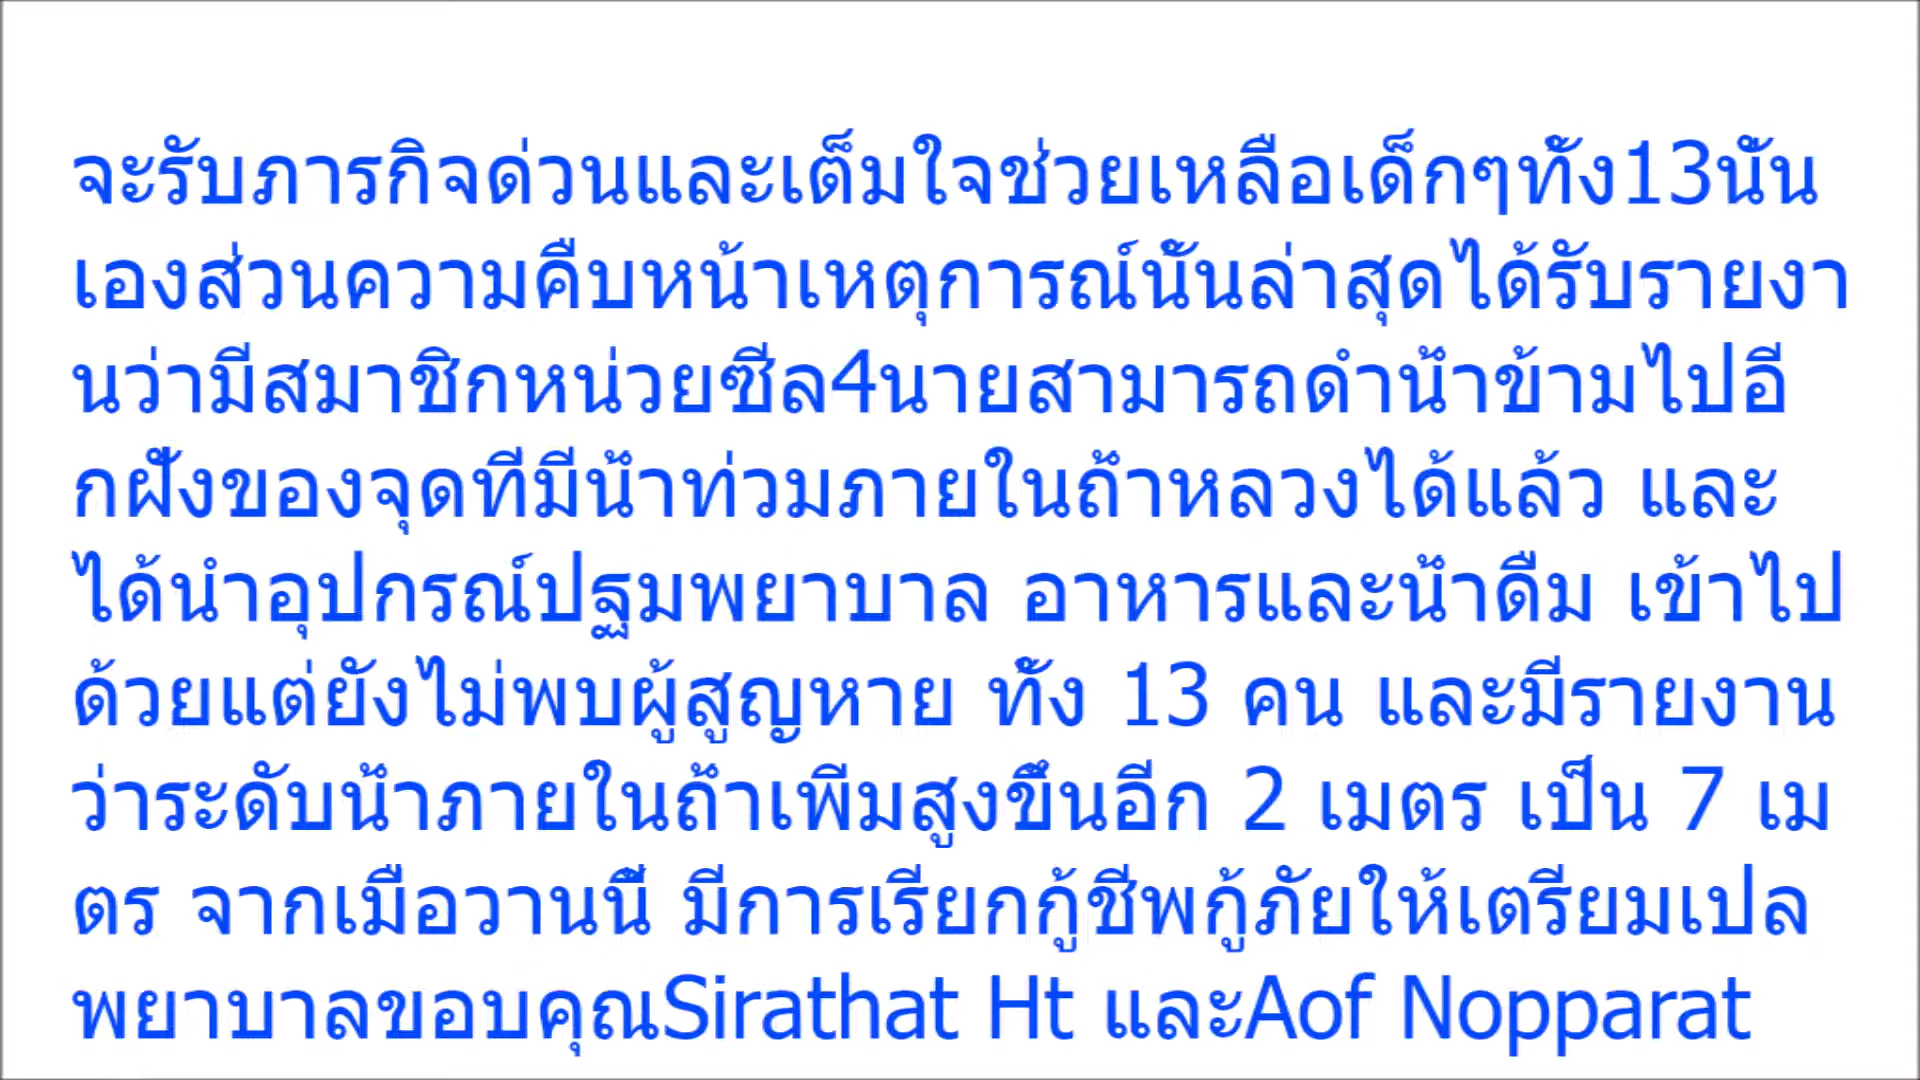 จะรับภารกิจด่วนและเต็มใจช่วยเหลือเด็กๆทั้ง13นั้น
เองส่วนความคืบหน้าเหตุการณ์นั้นล่าสุดได้รับรายงา
นว่ามีสมาชิกหน่วยซีล4นายสามารถดำน้ำข้ามไปอี
กฝั่งของจุดที่มีน้ำท่วมภายในถ้ำหลวงได้แล้ว และ
ได้นำอุปกรณ์ปฐมพยาบาล อาหารและน้ำดื่ม เข้าไป
ด้วยแต่ยังไม่พบผู้สูญหาย ทั้ง 13 คน และมีรายงาน
ว่าระดับน้ำภายในถ้ำเพิ่มสูงขึ้นอีก 2 เมตร เป็น 7 เม
ตร จากเมื่อวานนี้ มีการเรียกกู้ชีพกู้ภัยให้เตรียมเปล
พยาบาลขอบคุณSirathat Ht และAof Nopparat